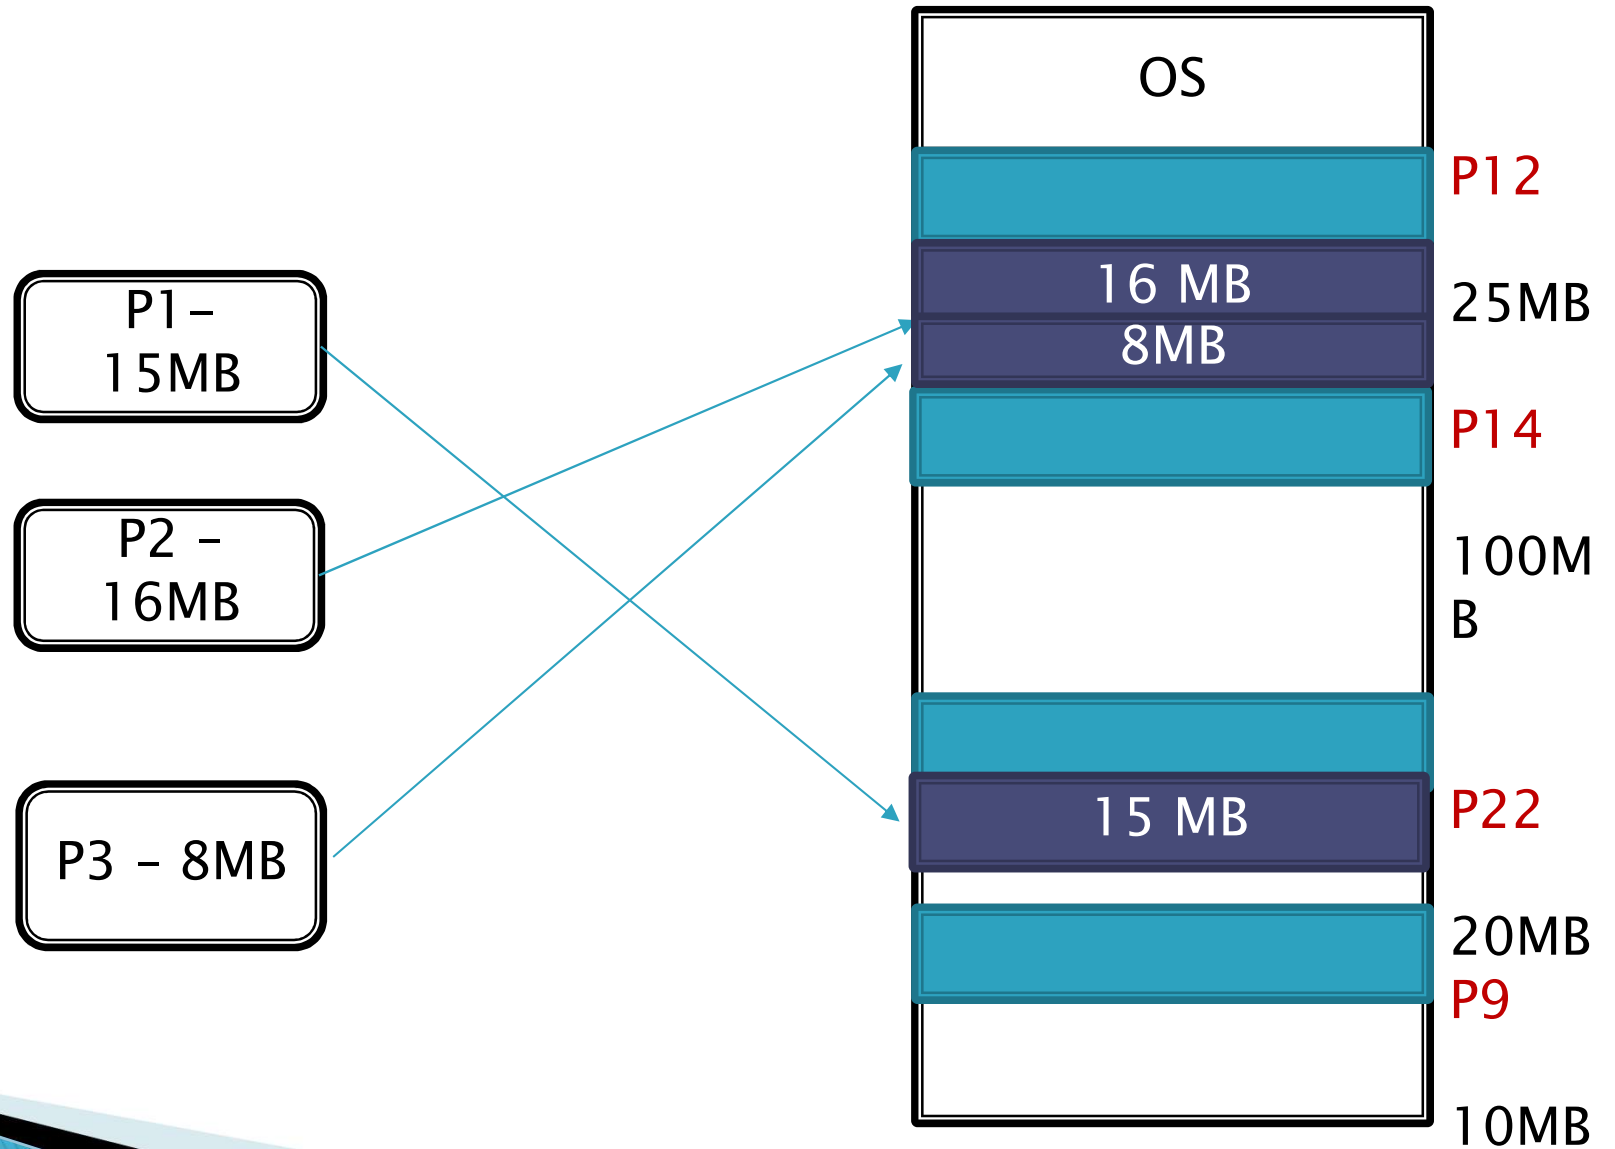 P1-
15MB
P2 –
16MB
P3 – 8MB
OS
16 MB
8MB
15 MB
P12
25MB
P14
100M
B
P22
20MB
P9
10MB